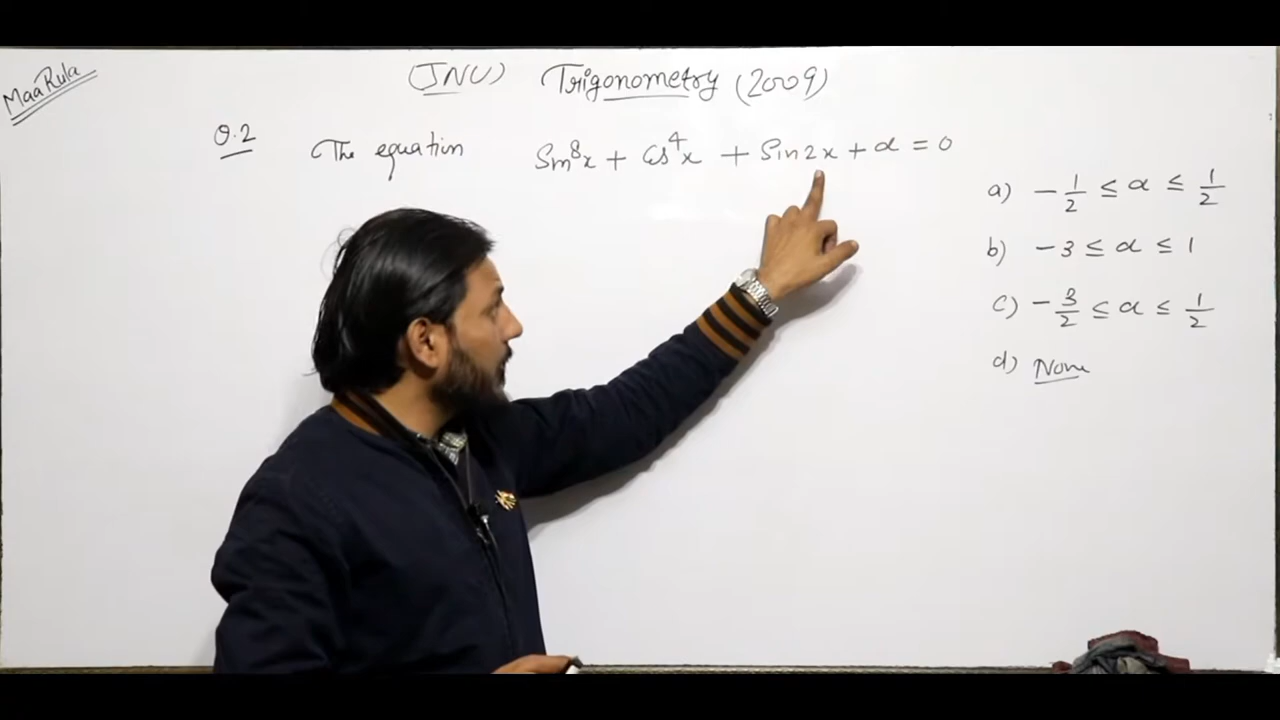 MaaRula
(JNU) Trigonometry (2009)
Q.2 The equation Sin⁸x + Cos⁴x + Sin2x + α = 0
a) -1/2 ≤ α ≤ 1/2
b) -3 ≤ α ≤ 1
c) -3/2 ≤ α ≤ 1/2
d) None